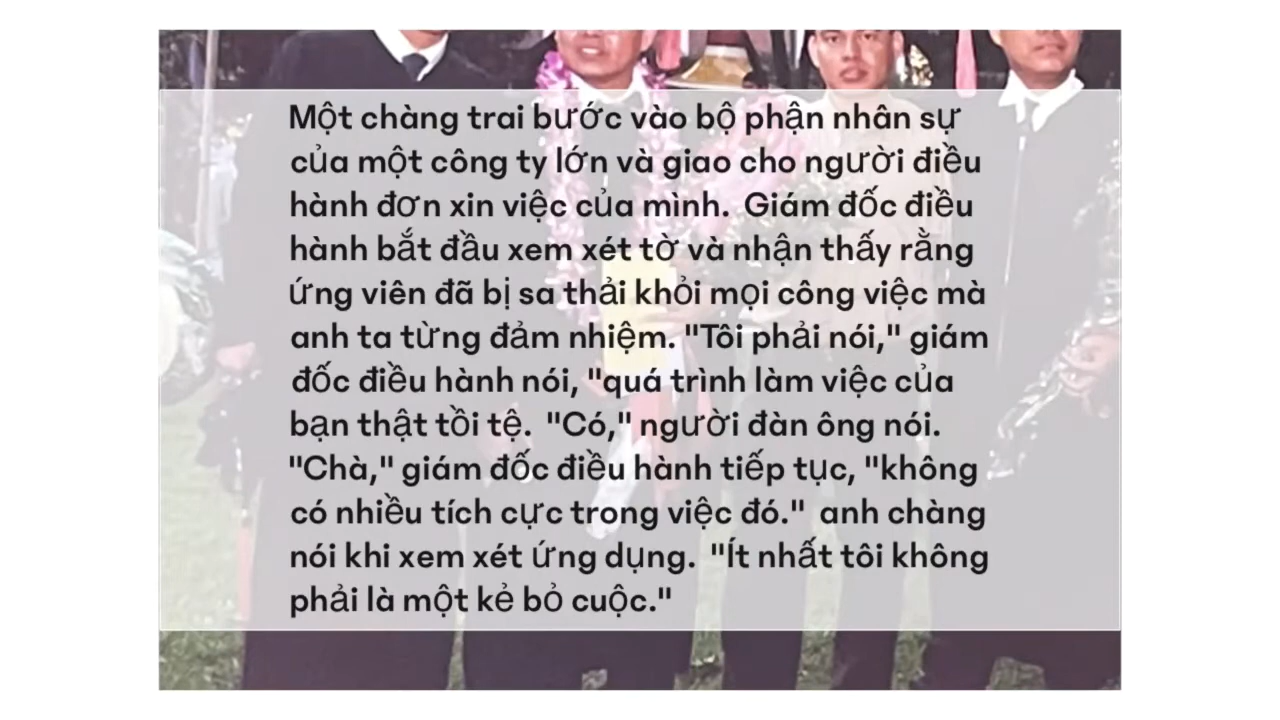 Một chàng trai bước vào bộ phận nhân sự
của một công ty lớn và giao cho người điều
hành đơn xin việc của mình.  Giám đốc điều
hành bắt đầu xem xét tờ và nhận thấy rằng
ứng viên đã bị sa thải khỏi mọi công việc mà
anh ta từng đảm nhiệm. "Tôi phải nói," giám
đốc điều hành nói, "quá trình làm việc của
bạn thật tồi tệ.  "Có," người đàn ông nói.
"Chà," giám đốc điều hành tiếp tục, "không
có nhiều tích cực trong việc đó."  anh chàng
nói khi xem xét ứng dụng.  "Ít nhất tôi không
phải là một kẻ bỏ cuộc."